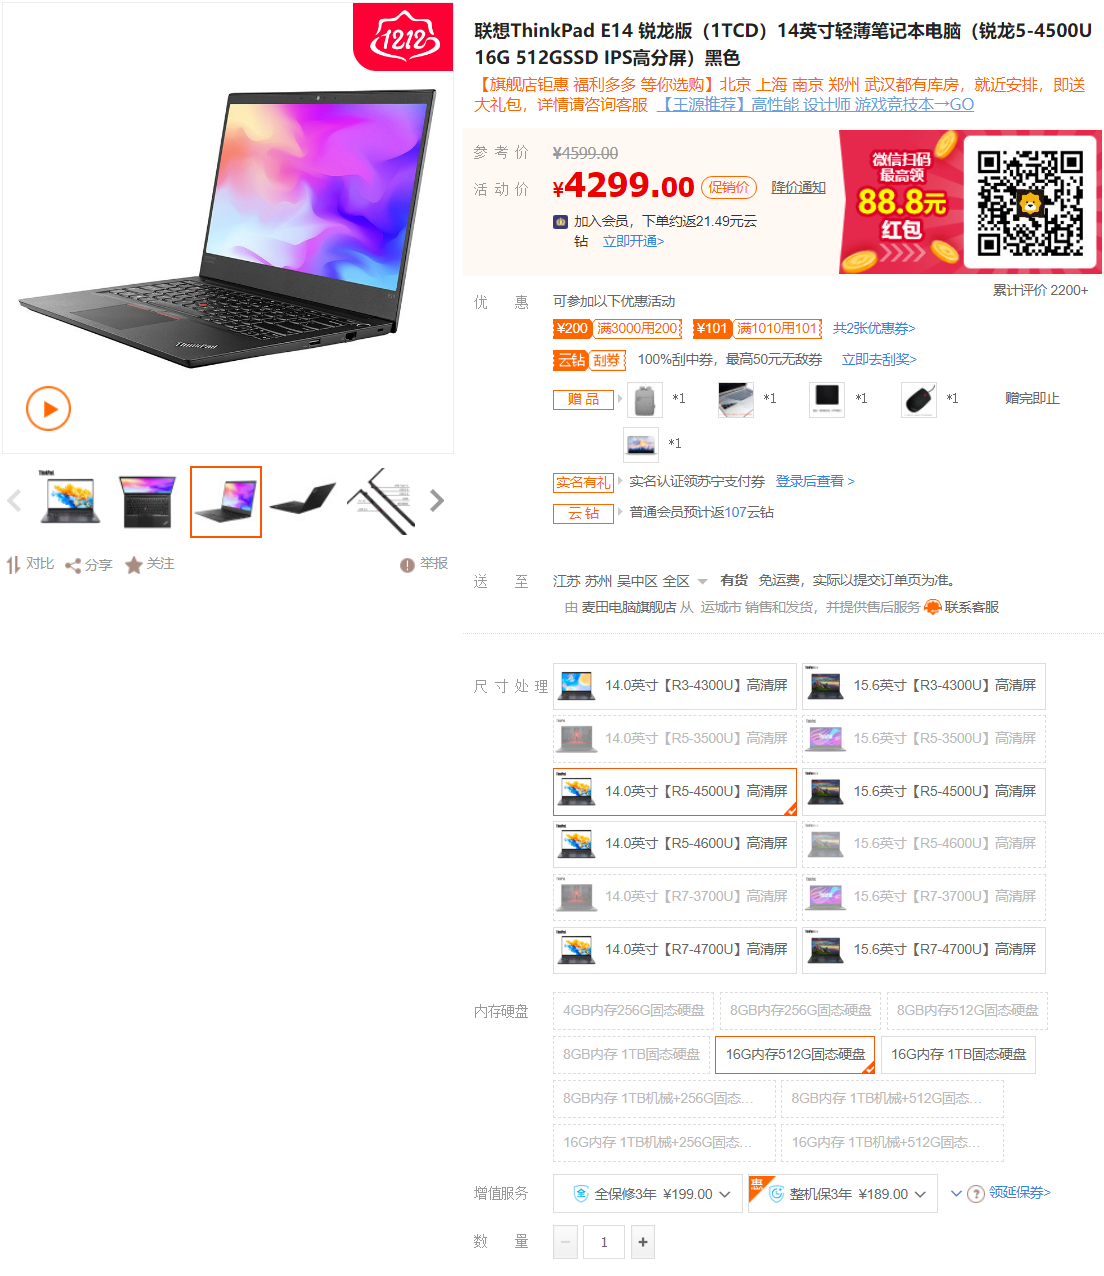 1212
联想ThinkPad E14 锐龙版（1TCD）14英寸轻薄笔记本电脑（锐龙5-4500U
16G 512GSSD IPS高分屏）黑色
【旗舰店钜惠 福利多多 等你选购】北京 上海 南京 郑州 武汉都有库房，就近安排，即送
大礼包，详情请咨询客服 【王源推荐】高性能 设计师 游戏竞技本→GO
参考价 ¥4599.00
活动价 ¥4299.00 促销价 降价通知
加入会员，下单约返21.49元云
钻 立即开通>
微信扫码
最高领
88.8元
红包
累计评价 2200+
优惠 可参加以下优惠活动
¥200 满3000用200 ¥101 满1010用101 共2张优惠券>
云钻 刮券 100%刮中券，最高50元无敌券 立即去刮奖>
赠品 *1 *1 *1 *1 赠完即止
*1
实名有礼 实名认证领苏宁支付券 登录后查看 >
云钻 普通会员预计返107云钻
ThinkPad
对比 分享 关注 举报
送至 江苏 苏州 吴中区 全区 有货 免运费，实际以提交订单页为准。
由 麦田电脑旗舰店 从 运城市 销售和发货，并提供售后服务 联系客服
尺寸处理 14.0英寸【R3-4300U】高清屏 15.6英寸【R3-4300U】高清屏
14.0英寸【R5-3500U】高清屏 15.6英寸【R5-3500U】高清屏
14.0英寸【R5-4500U】高清屏 15.6英寸【R5-4500U】高清屏
14.0英寸【R5-4600U】高清屏 15.6英寸【R5-4600U】高清屏
14.0英寸【R7-3700U】高清屏 15.6英寸【R7-3700U】高清屏
14.0英寸【R7-4700U】高清屏 15.6英寸【R7-4700U】高清屏
内存硬盘 4GB内存256G固态硬盘 8GB内存256G固态硬盘 8GB内存512G固态硬盘
8GB内存 1TB固态硬盘 16G内存512G固态硬盘 16G内存 1TB固态硬盘
8GB内存 1TB机械+256G固态... 8GB内存 1TB机械+512G固态...
16G内存 1TB机械+256G固态... 16G内存 1TB机械+512G固态...
增值服务 全保修3年 ¥199.00 惠 整机保3年 ¥189.00 ? 领延保券>
数量 − 1 +